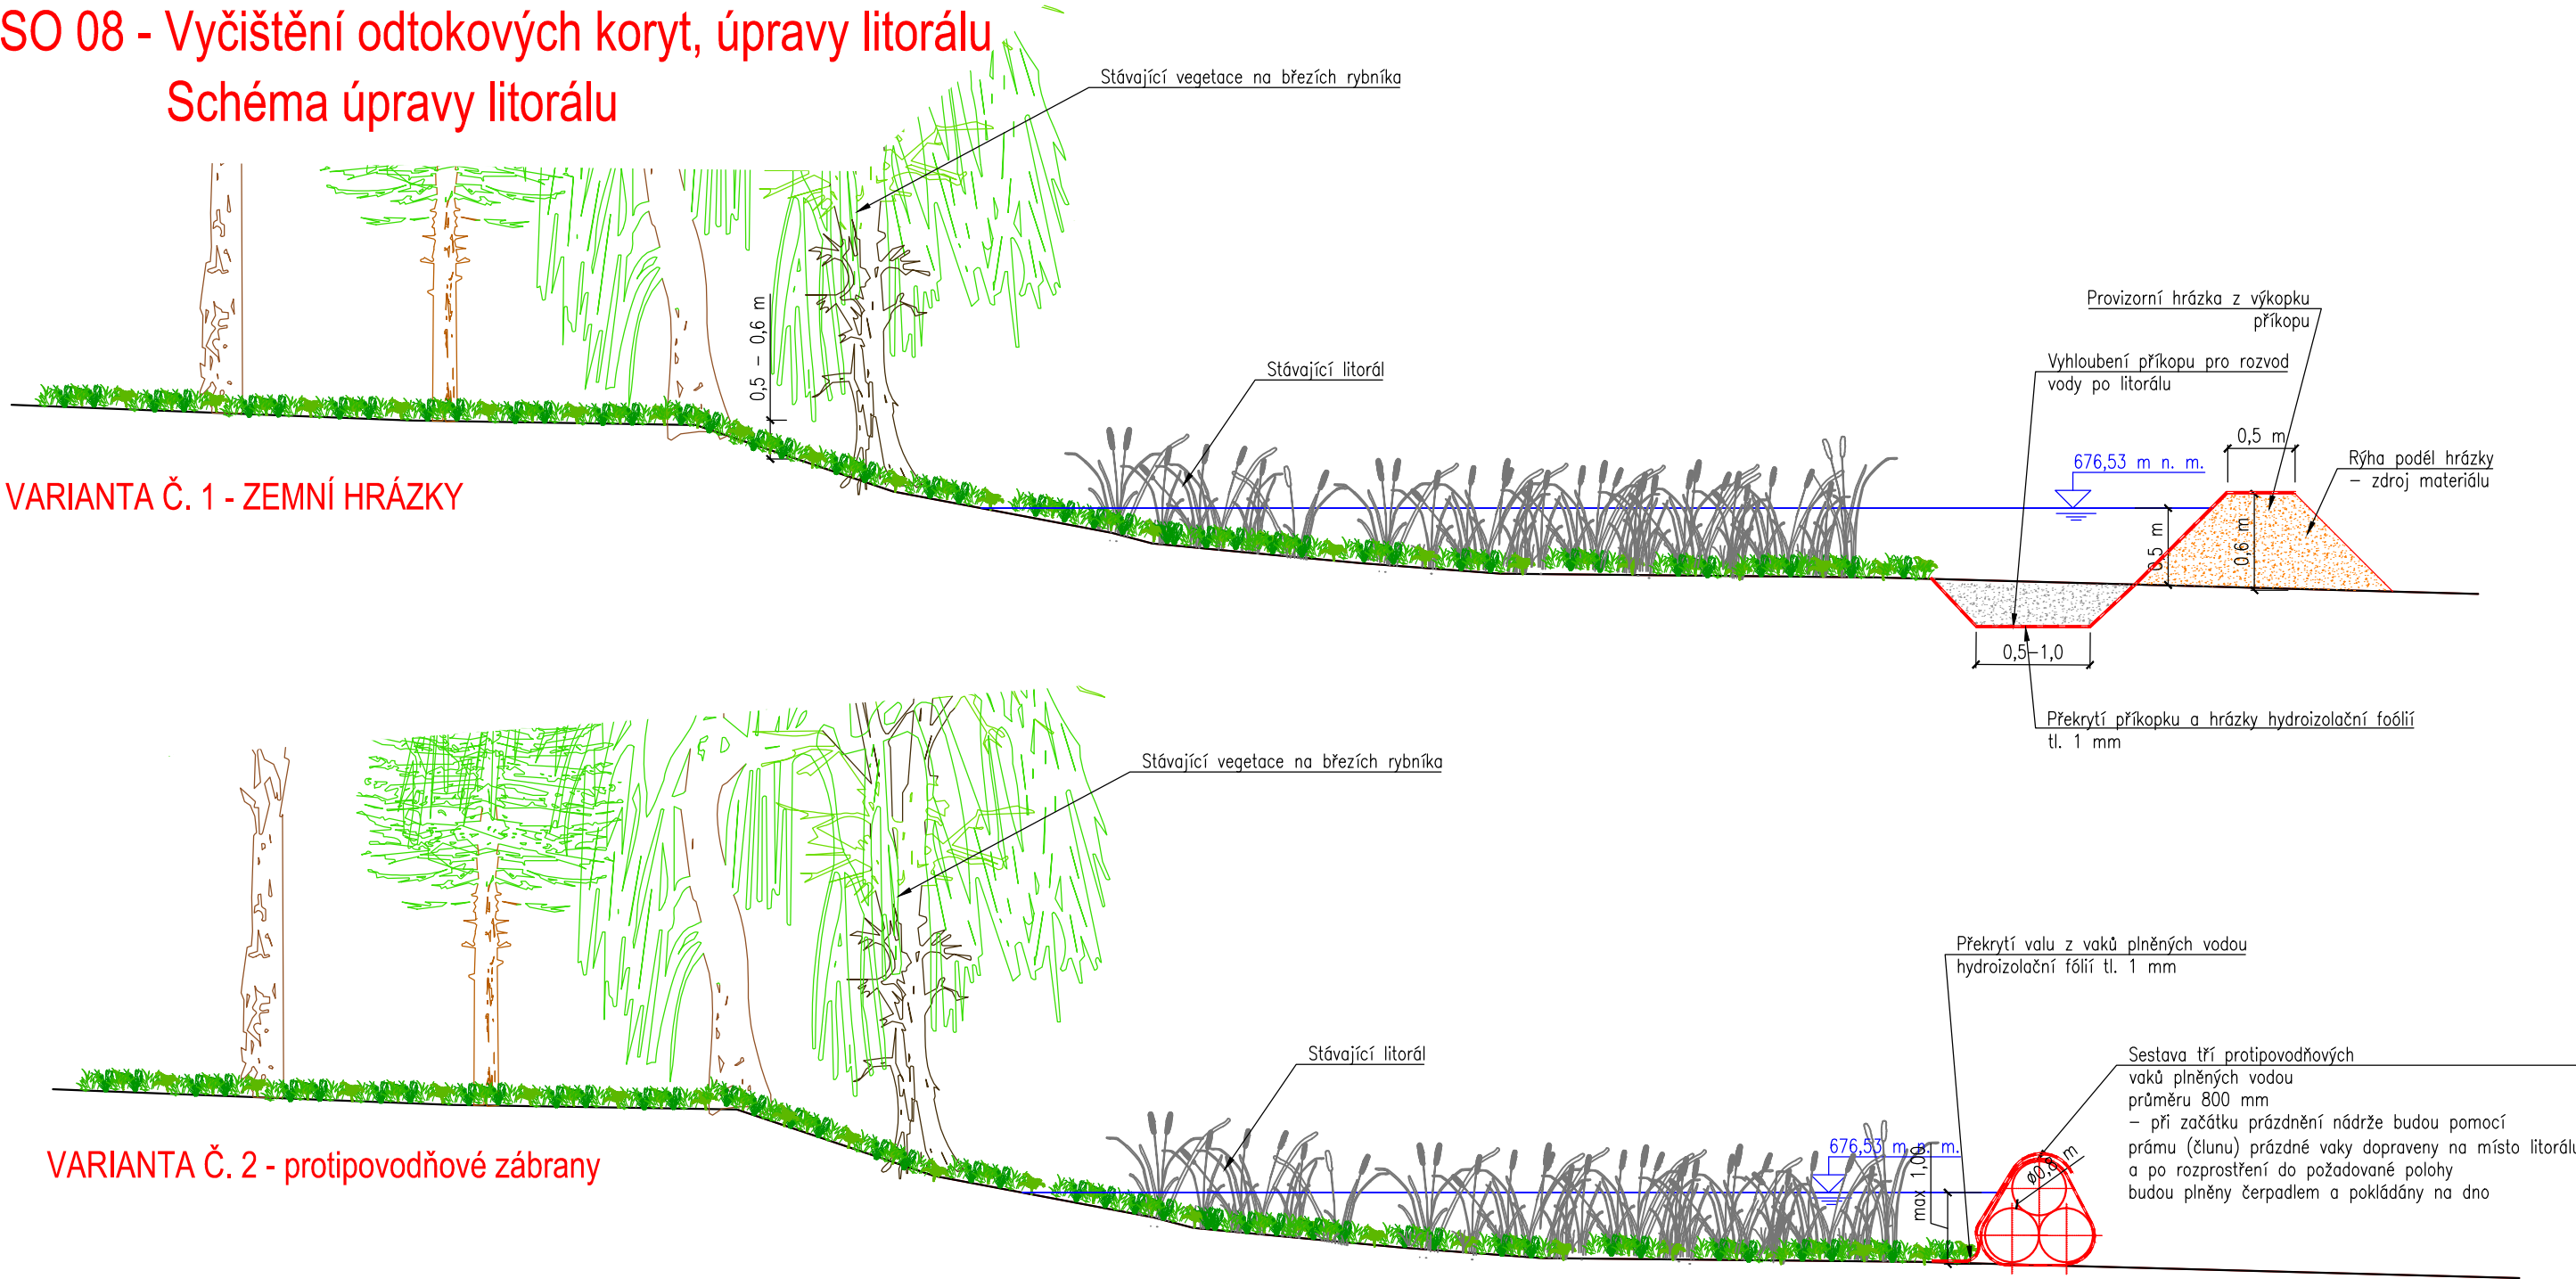 SO 08 - Vyčištění odtokových koryt, úpravy litorálu
Schéma úpravy litorálu
Stávající vegetace na březích rybníka
0,5 - 0,6 m
Stávající litorál
Provizorní hrázka z výkopku
příkopu
Vyhloubení příkopu pro rozvod
vody po litorálu
0,5 m
676,53 m n. m.
Rýha podél hrázky
– zdroj materiálu
VARIANTA Č. 1 - ZEMNÍ HRÁZKY
0,5 m
0,6 m
0,5-1,0
Překrytí příkopku a hrázky hydroizolační foólií
tl. 1 mm
Stávající vegetace na březích rybníka
Překrytí valu z vaků plněných vodou
hydroizolační fólií tl. 1 mm
Stávající litorál
Sestava tří protipovodňových
vaků plněných vodou
průměru 800 mm
– při začátku prázdnění nádrže budou pomocí
prámu (člunu) prázdné vaky dopraveny na místo litorálu
a po rozprostření do požadované polohy
budou plněny čerpadlem a pokládány na dno
676,53 m n. m.
max 1,00
ø0,8 m
VARIANTA Č. 2 - protipovodňové zábrany